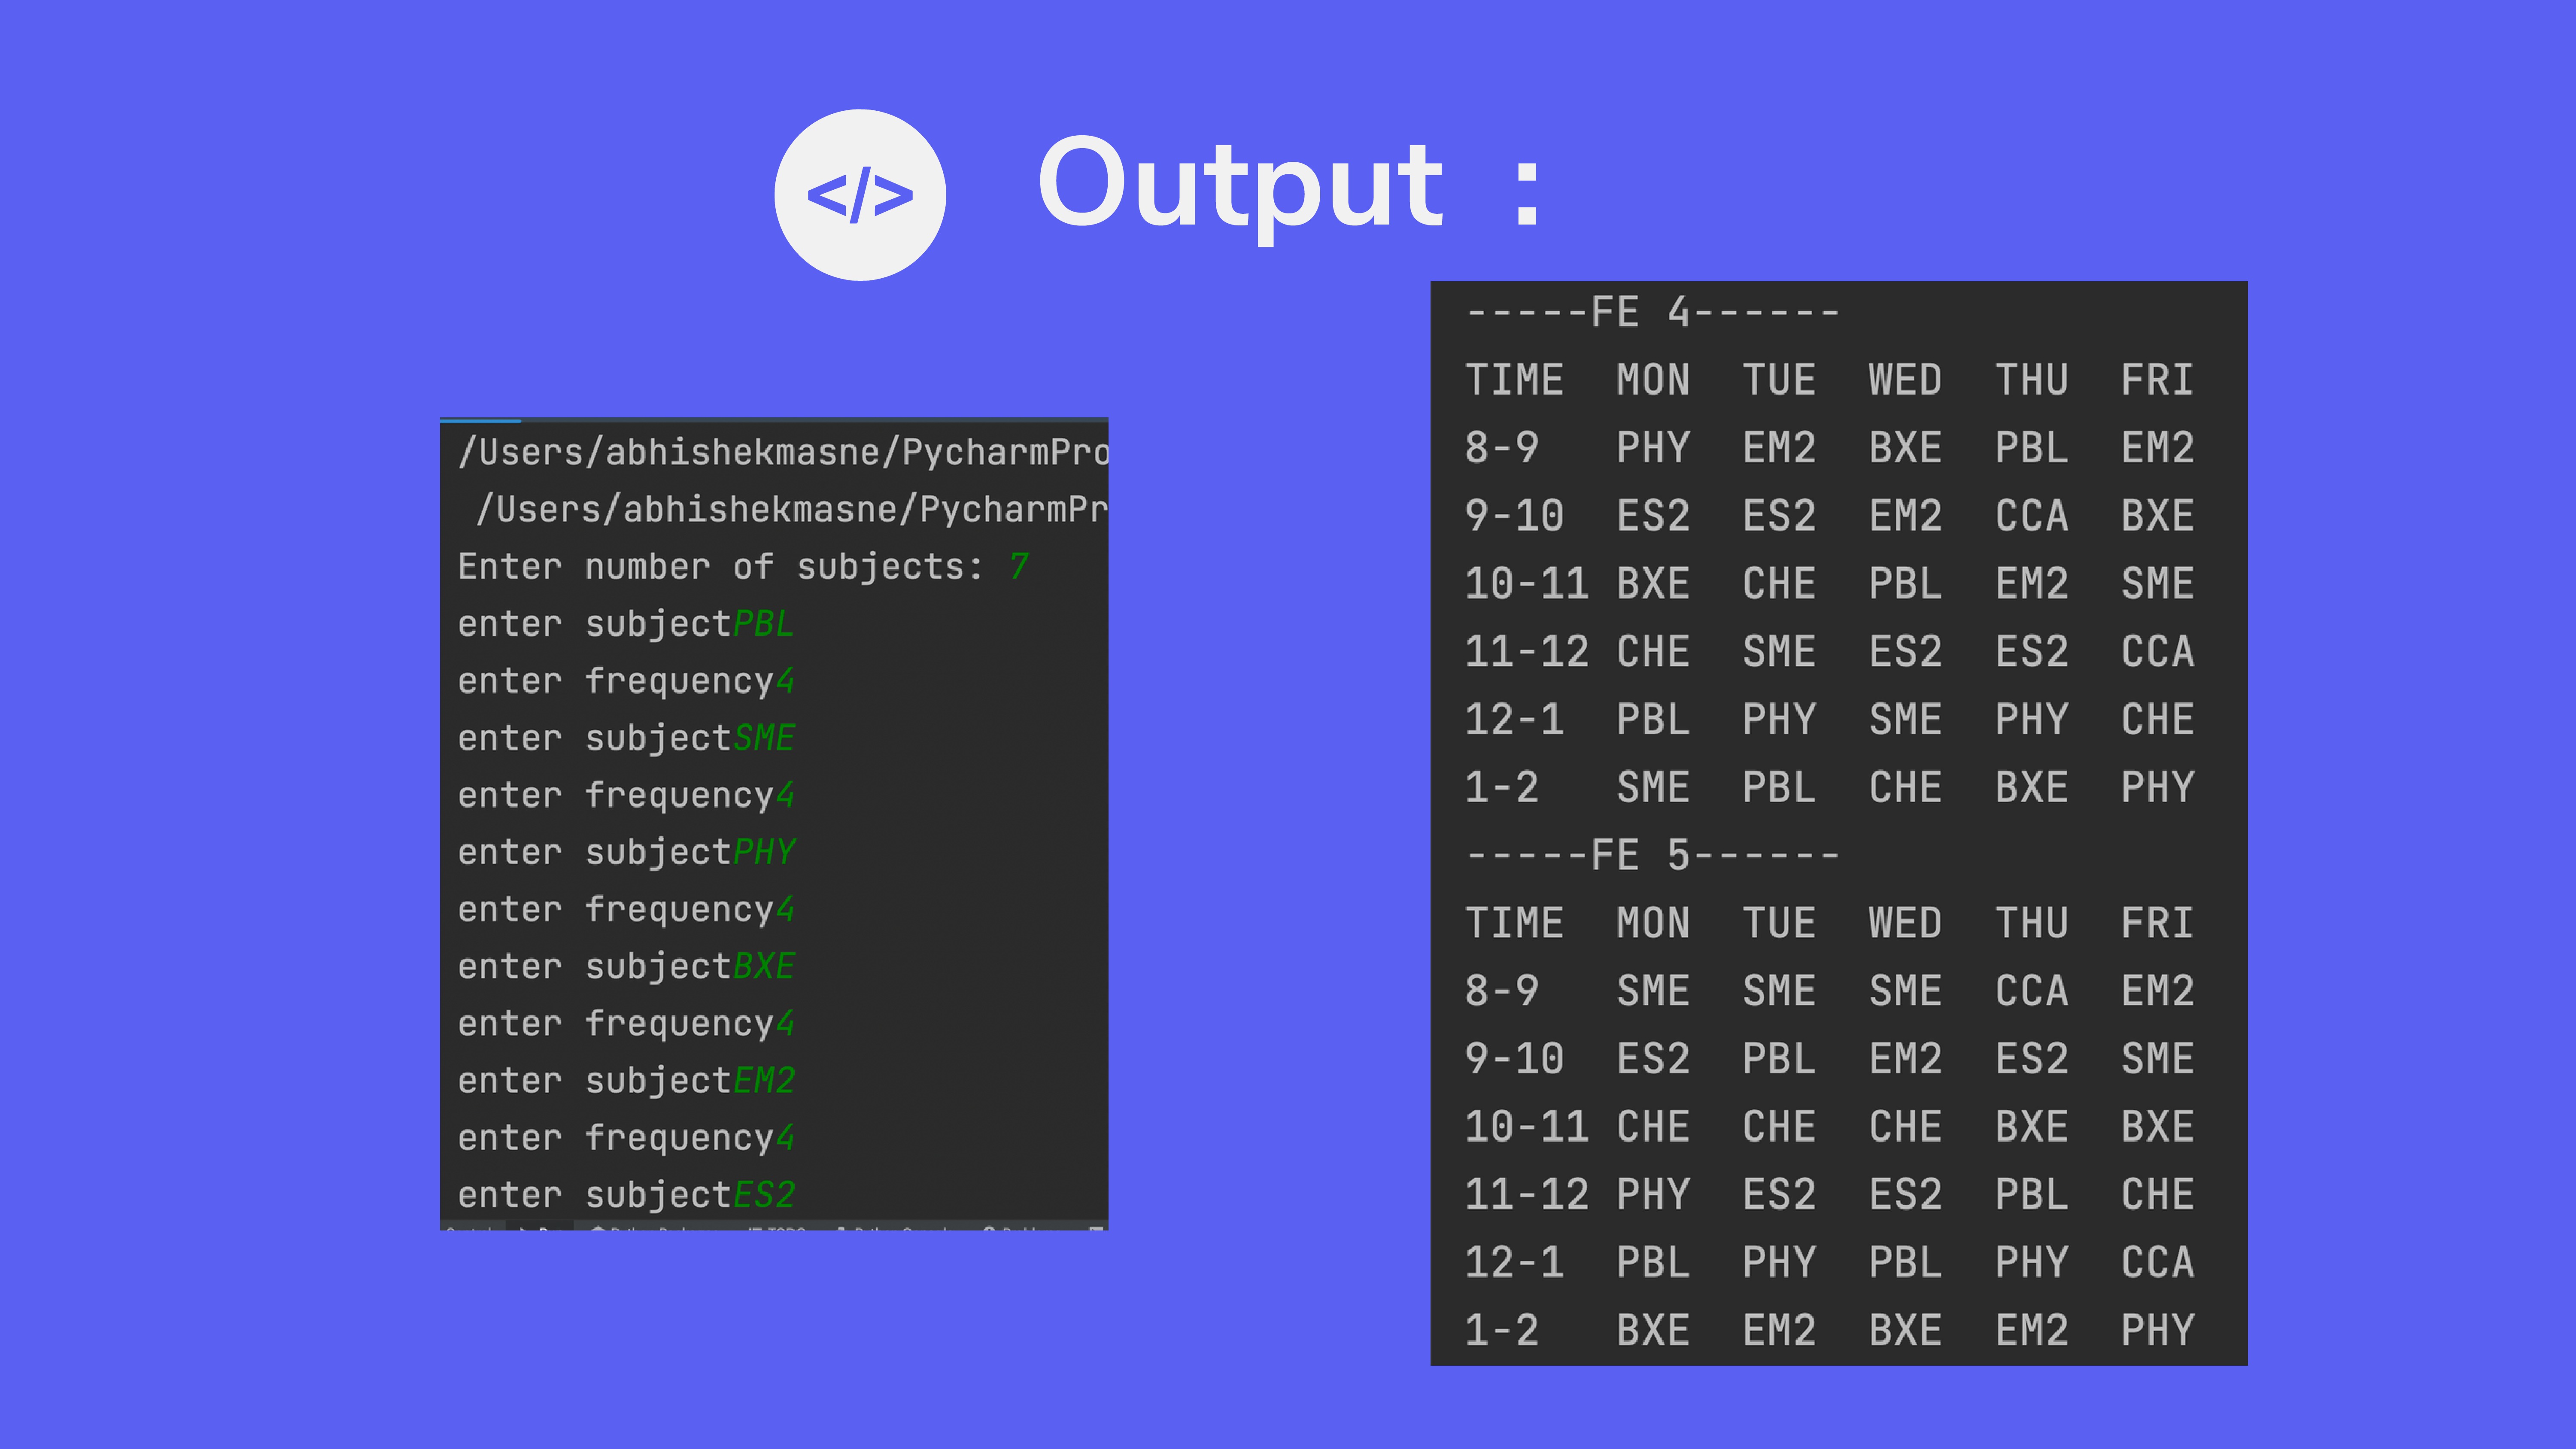 </> Output :
/Users/abhishekmasne/PycharmPro
/Users/abhishekmasne/PycharmPr
Enter number of subjects: 7
enter subjectPBL
enter frequency4
enter subjectSME
enter frequency4
enter subjectPHY
enter frequency4
enter subjectBXE
enter frequency4
enter subjectEM2
enter frequency4
enter subjectES2
-----FE 4------
TIME MON TUE WED THU FRI
8-9 PHY EM2 BXE PBL EM2
9-10 ES2 ES2 EM2 CCA BXE
10-11 BXE CHE PBL EM2 SME
11-12 CHE SME ES2 ES2 CCA
12-1 PBL PHY SME PHY CHE
1-2 SME PBL CHE BXE PHY
-----FE 5------
TIME MON TUE WED THU FRI
8-9 SME SME SME CCA EM2
9-10 ES2 PBL EM2 ES2 SME
10-11 CHE CHE CHE BXE BXE
11-12 PHY ES2 ES2 PBL CHE
12-1 PBL PHY PBL PHY CCA
1-2 BXE EM2 BXE EM2 PHY